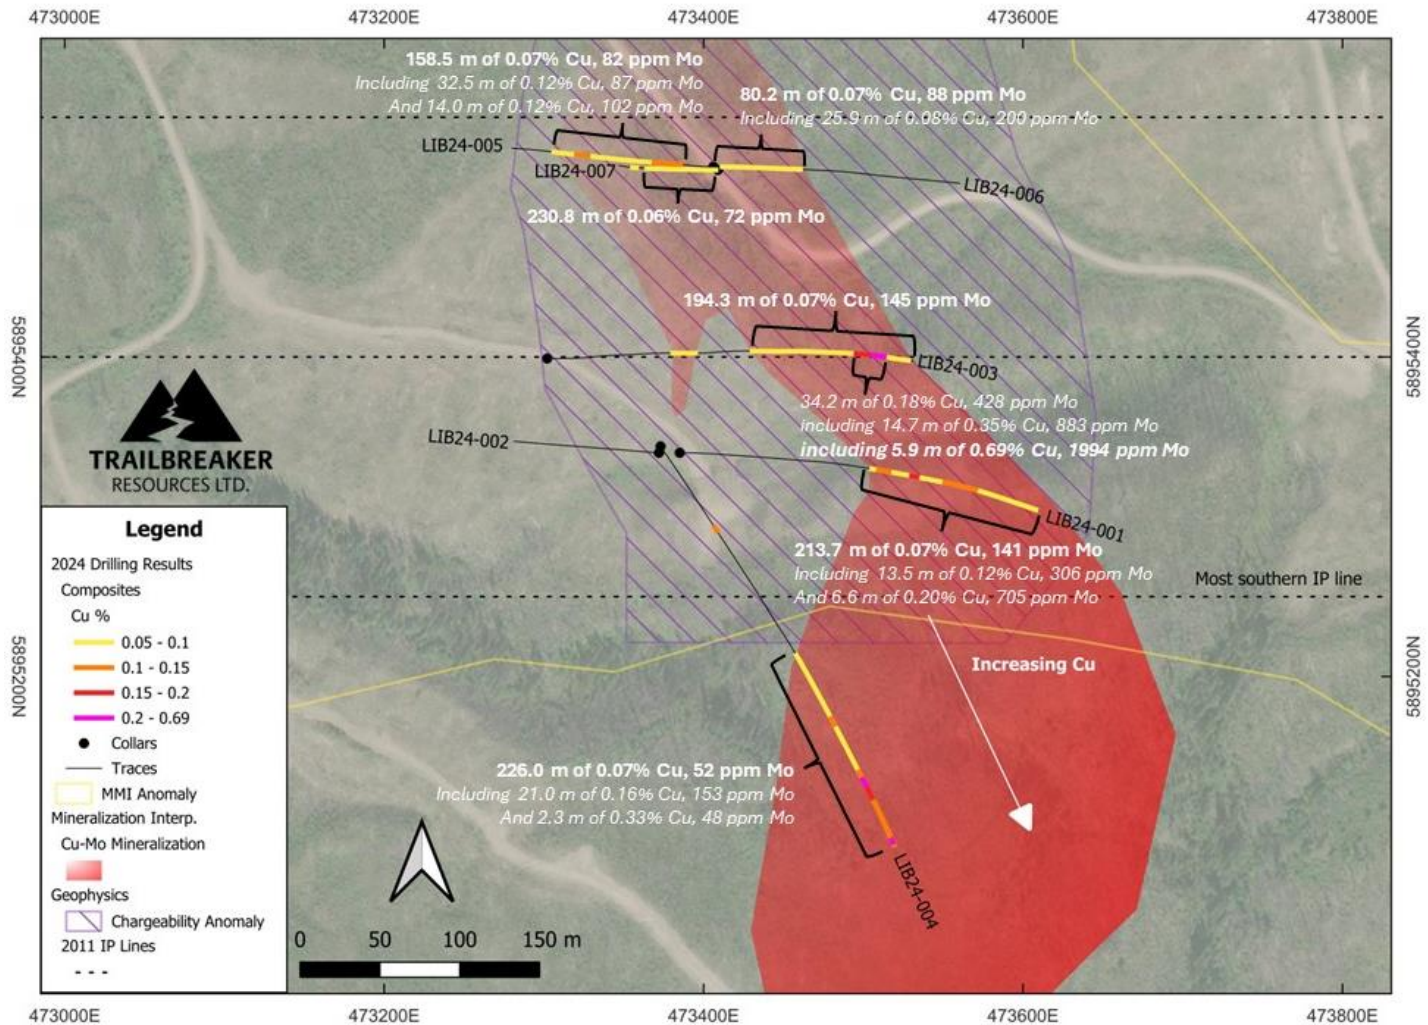 473000E
473200E
473400E
473600E
473800E
158.5 m of 0.07% Cu, 82 ppm Mo
Including 32.5 m of 0.12% Cu, 87 ppm Mo
And 14.0 m of 0.12% Cu, 102 ppm Mo
80.2 m of 0.07% Cu, 88 ppm Mo
Including 25.9 m of 0.08% Cu, 200 ppm Mo
LIB24-005
LIB24-007
LIB24-006
230.8 m of 0.06% Cu, 72 ppm Mo
194.3 m of 0.07% Cu, 145 ppm Mo
5895400N
5895400N
LIB24-003
34.2 m of 0.18% Cu, 428 ppm Mo
including 14.7 m of 0.35% Cu, 883 ppm Mo
including 5.9 m of 0.69% Cu, 1994 ppm Mo
LIB24-002
TRAILBREAKER
RESOURCES LTD.
LIB24-001
213.7 m of 0.07% Cu, 141 ppm Mo
Including 13.5 m of 0.12% Cu, 306 ppm Mo
And 6.6 m of 0.20% Cu, 705 ppm Mo
Most southern IP line
Increasing Cu
5895200N
5895200N
Legend
2024 Drilling Results
Composites
Cu %
0.05 - 0.1
0.1 - 0.15
0.15 - 0.2
0.2 - 0.69
Collars
Traces
MMI Anomaly
Mineralization Interp.
Cu-Mo Mineralization
Geophysics
Chargeability Anomaly
2011 IP Lines
226.0 m of 0.07% Cu, 52 ppm Mo
Including 21.0 m of 0.16% Cu, 153 ppm Mo
And 2.3 m of 0.33% Cu, 48 ppm Mo
LIB24-004
0 50 100 150 m
473000E
473200E
473400E
473600E
473800E